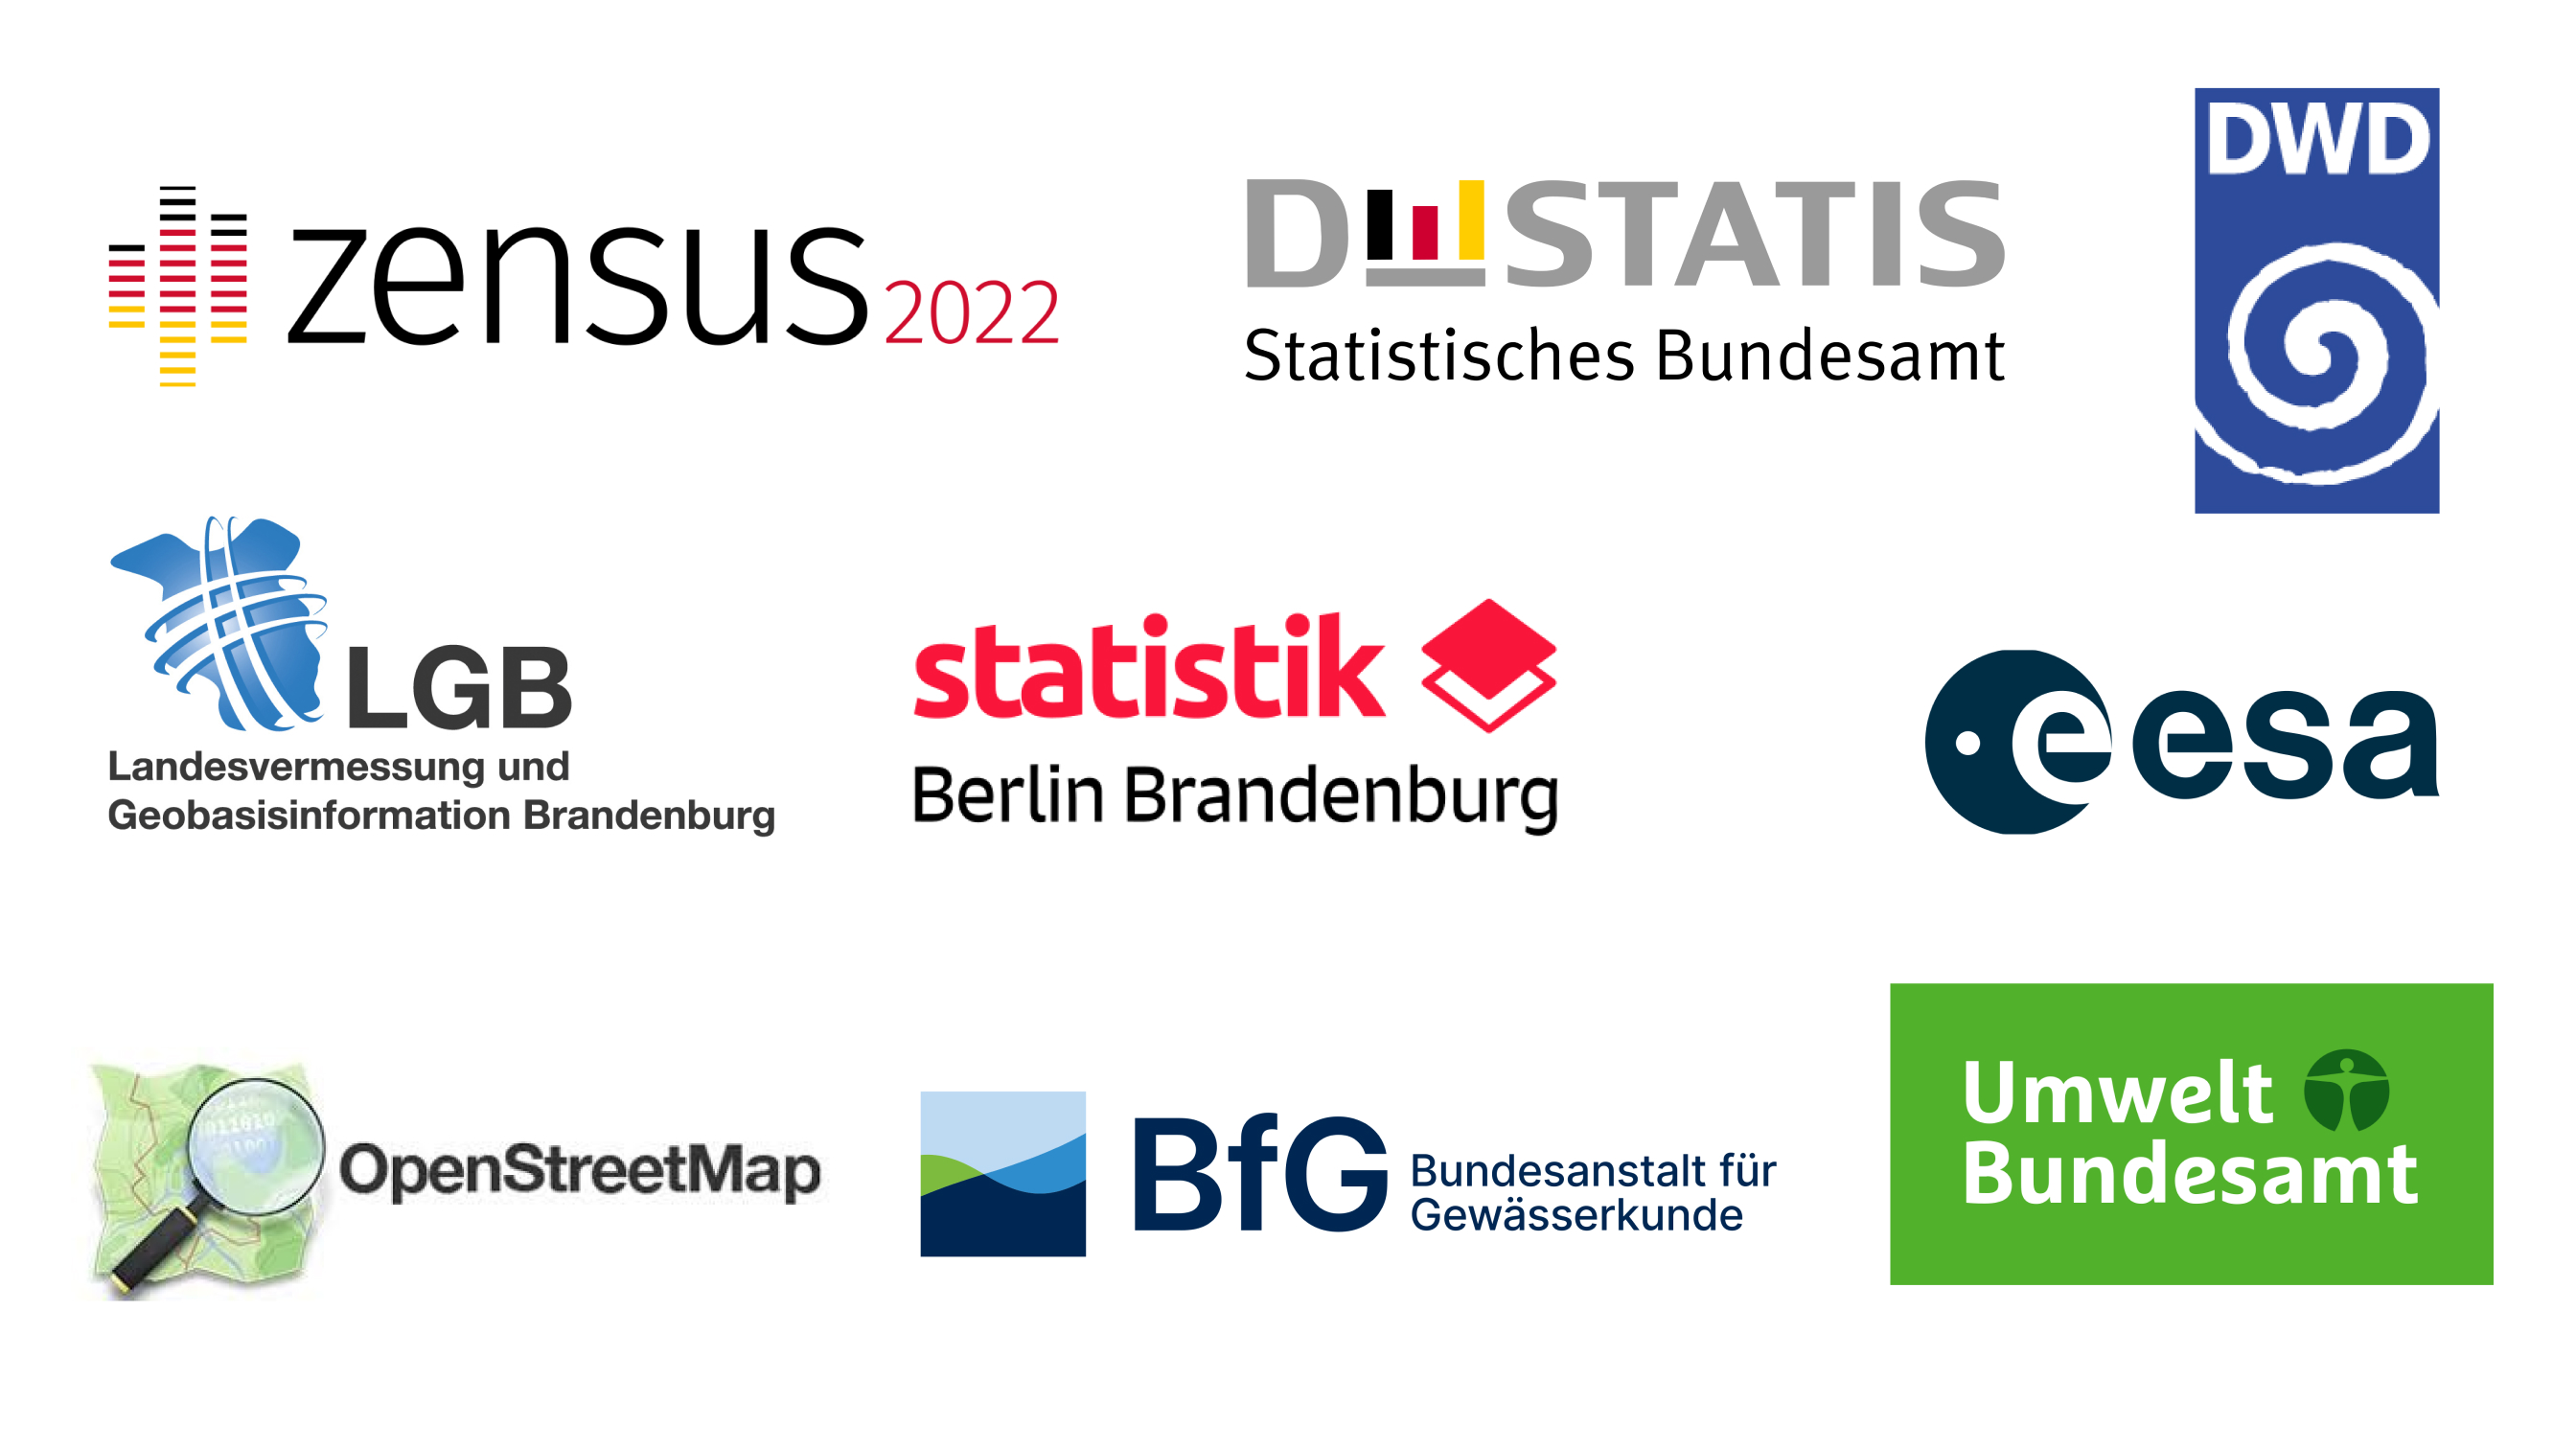 zensus 2022
DESTATIS
Statistisches Bundesamt
DWD
LGB
Landesvermessung und
Geobasisinformation Brandenburg
statistik
Berlin Brandenburg
e esa
OpenStreetMap
BfG
Bundesanstalt für
Gewässerkunde
Umwelt
Bundesamt